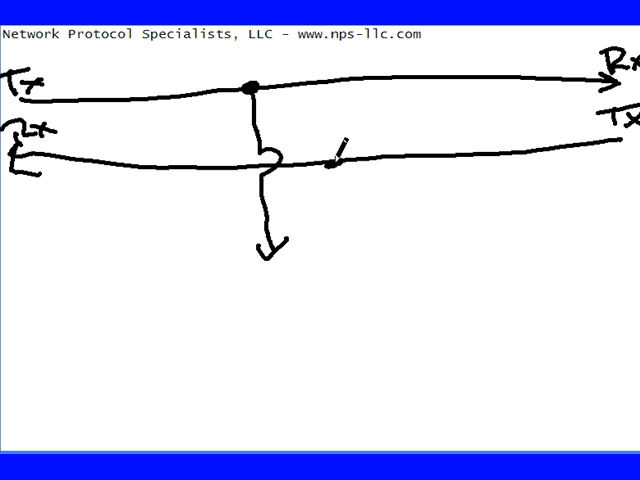 Network Protocol Specialists, LLC - www.nps-llc.com
Tx Rx
Rx TX